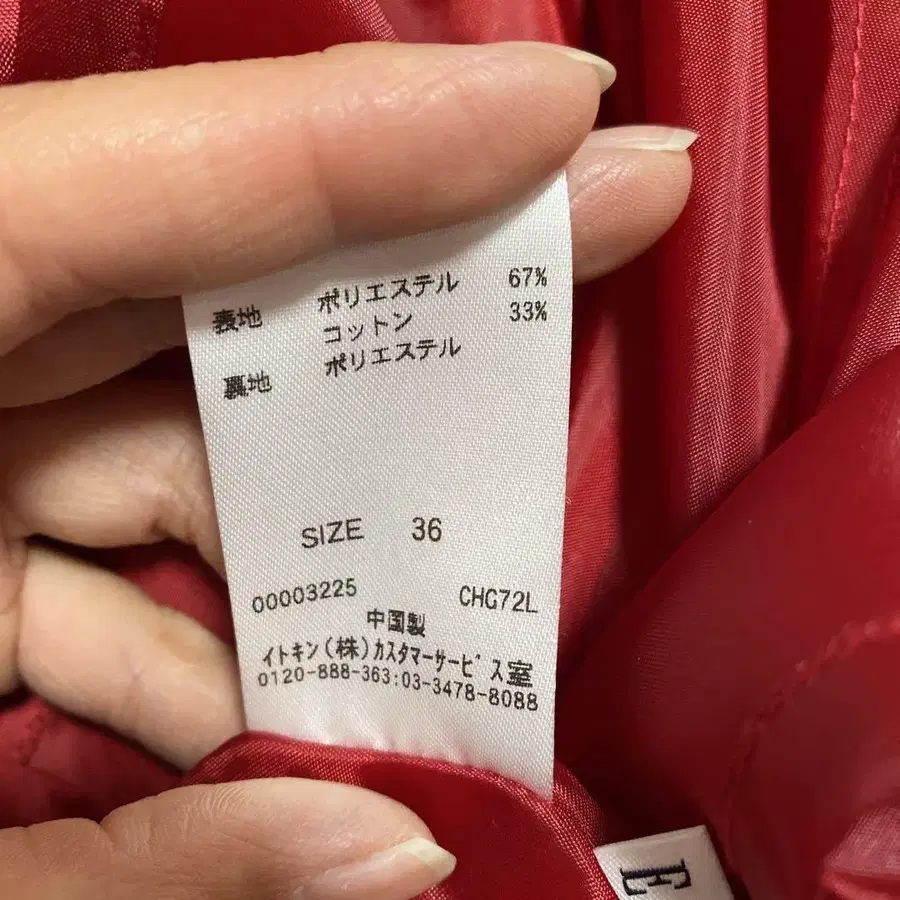 表地 ポリエステル 67%
コットン 33%
裏地 ポリエステル
SIZE 36
00003225 CHG72L
中国製
イトキン(株)カスタマーサービス室
0120-888-363:03-3478-8088
E